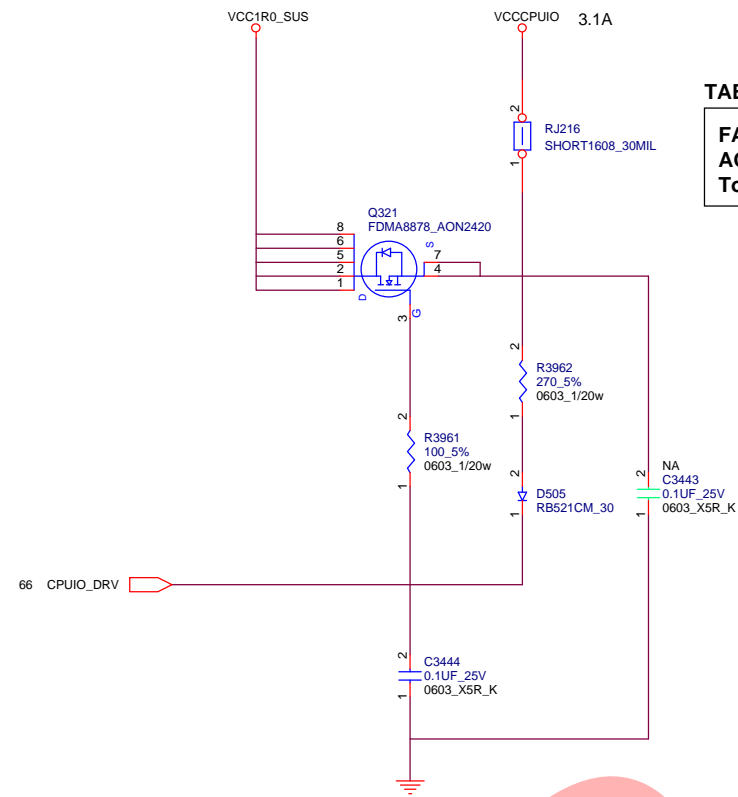 VCC1R0_SUS
VCCCPUIO 3.1A
TAB
FA
AO
To
2
RJ216
SHORT1608_30MIL
1
Q321
FDMA8878_AON2420
8
6
5
2
1
S
7
4
D
3
G
2
R3962
270_5%
0603_1/20w
1
2
R3961
100_5%
0603_1/20w
1
2
D505
RB521CM_30
1
NA
2
C3443
0.1UF_25V
0603_X5R_K
1
66 CPUIO_DRV
2
C3444
0.1UF_25V
0603_X5R_K
1